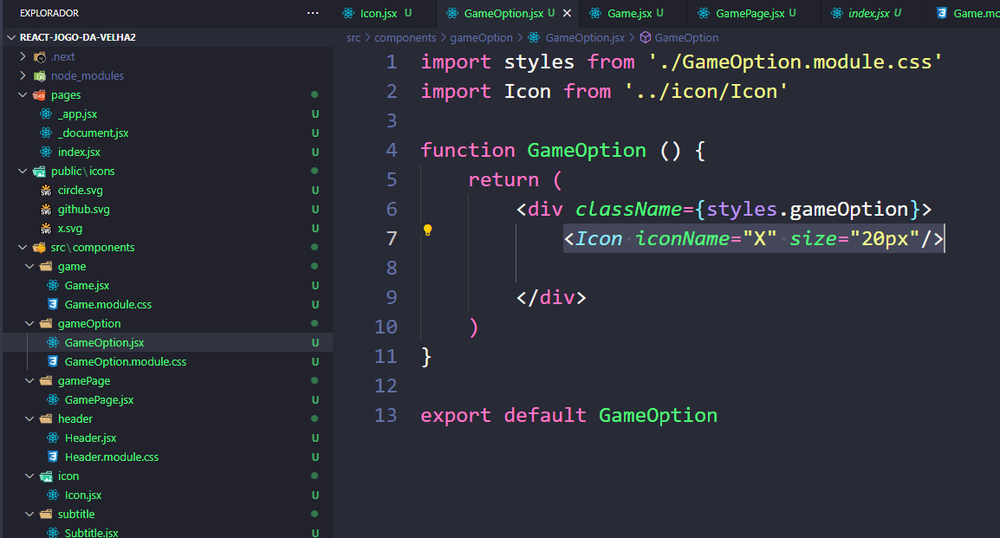 EXPLORADOR ...
Icon.jsx U
GameOption.jsx U
Game.jsx U
GamePage.jsx U
index.jsx U
Game.mo
REACT-JOGO-DA-VELHA2
src > components > gameOption > GameOption.jsx > GameOption
.next
node_modules
pages
_app.jsx U
_document.jsx U
index.jsx U
public\icons
circle.svg U
github.svg U
x.svg U
src\components
game
Game.jsx U
Game.module.css U
gameOption
GameOption.jsx U
GameOption.module.css U
gamePage
GamePage.jsx U
header
Header.jsx U
Header.module.css U
icon
Icon.jsx U
subtitle
Subtitle.jsx U
1 import styles from './GameOption.module.css'
2 import Icon from '../icon/Icon'
3
4 function GameOption () {
5 return (
6 <div className={styles.gameOption}>
7 <Icon iconName="X" size="20px"/>
8
9 </div>
10 )
11 }
12
13 export default GameOption